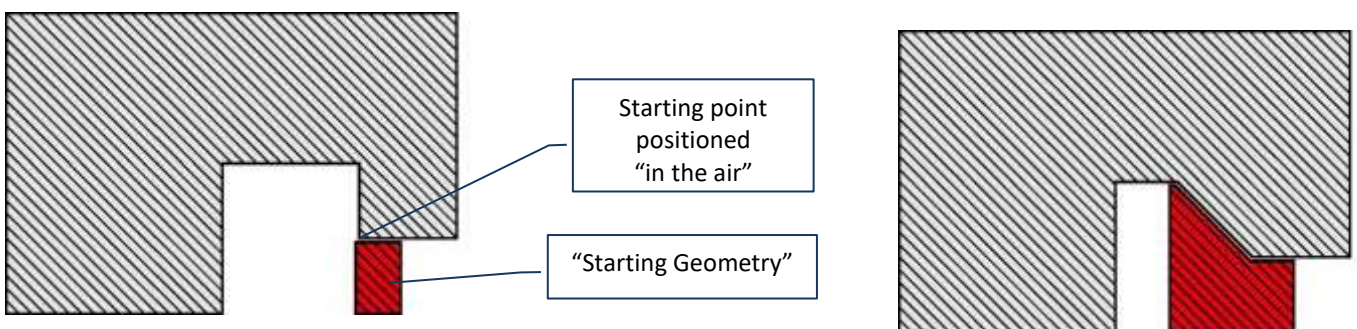 Starting point
positioned
“in the air”
“Starting Geometry”